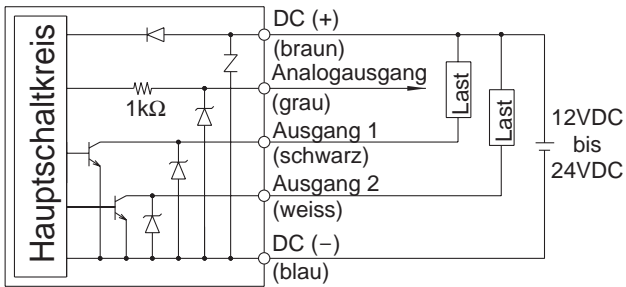 Hauptschaltkreis
1kΩ
DC (+)
(braun)
Analogausgang
(grau)
Ausgang 1
(schwarz)
Ausgang 2
(weiss)
DC (−)
(blau)
Last
Last
12VDC
bis
24VDC